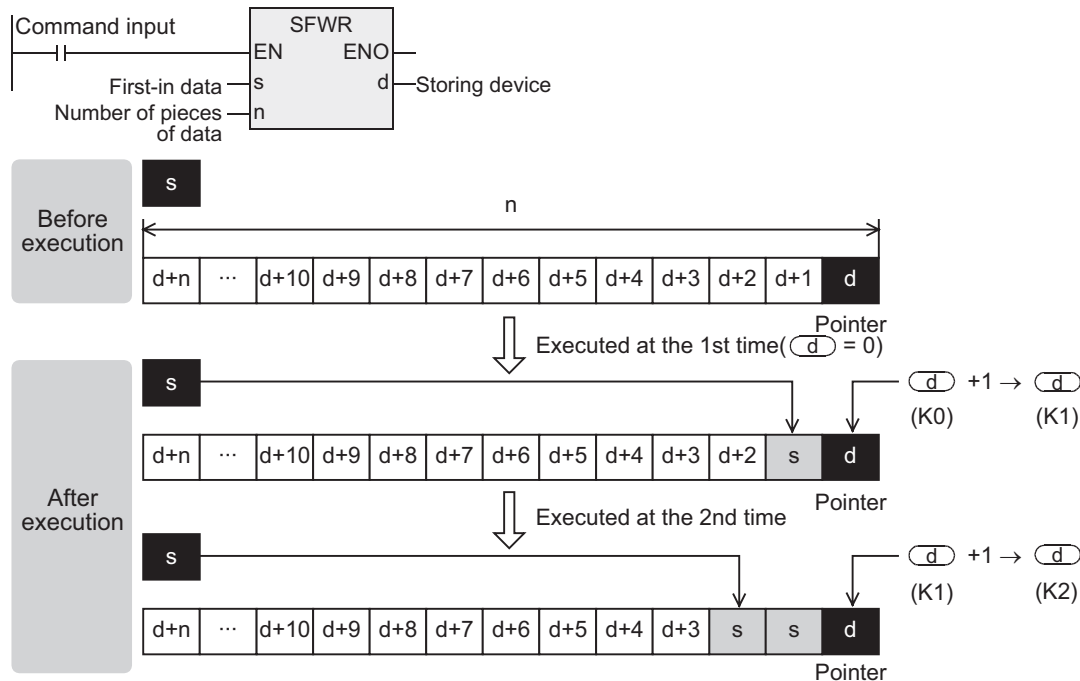 Command input
SFWR
EN ENO
First-in data s d Storing device
Number of pieces of data n
Before execution
s
n
d+n ... d+10 d+9 d+8 d+7 d+6 d+5 d+4 d+3 d+2 d+1 d
Pointer
Executed at the 1st time( d = 0)
After execution
s
d +1 → d
(K0) (K1)
d+n ... d+10 d+9 d+8 d+7 d+6 d+5 d+4 d+3 d+2 s d
Pointer
Executed at the 2nd time
s
d +1 → d
(K1) (K2)
d+n ... d+10 d+9 d+8 d+7 d+6 d+5 d+4 d+3 s s d
Pointer